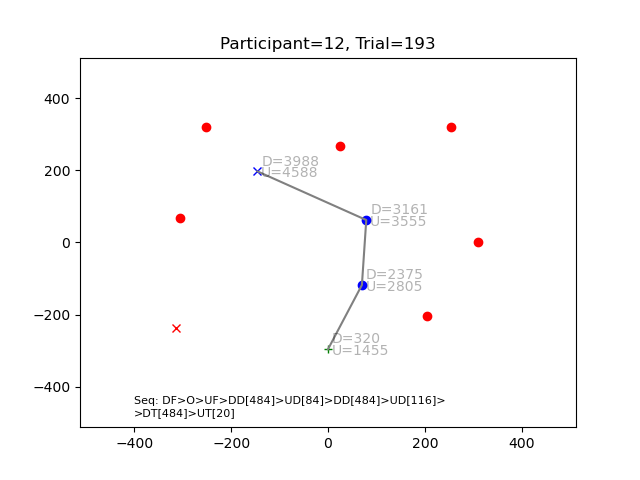 Participant=12, Trial=193
400
200
0
−200
−400
D=3988
U=4588
D=3161
U=3555
D=2375
U=2805
D=320
U=1455
Seq: DF>O>UF>DD[484]>UD[84]>DD[484]>UD[116]>
>DT[484]>UT[20]
−400 −200 0 200 400